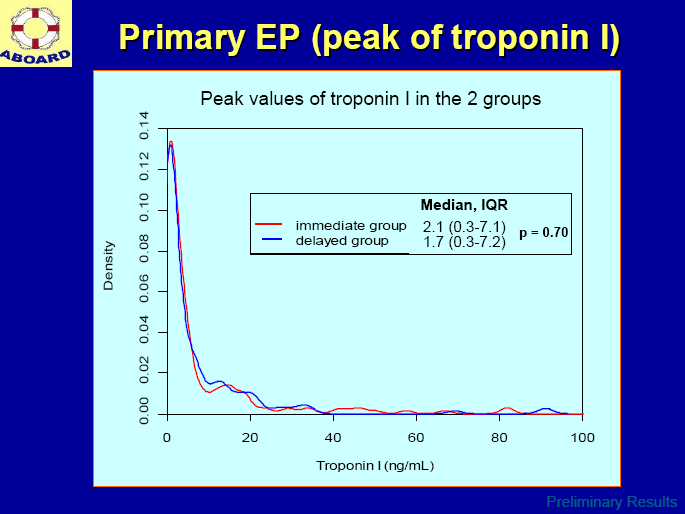 ABOARD
Primary EP (peak of troponin I)
Peak values of troponin I in the 2 groups
0.14
0.12
0.10
0.08
0.06
0.04
0.02
0.00
Density
Median, IQR
immediate group 2.1 (0.3-7.1)
delayed group 1.7 (0.3-7.2)
p = 0.70
0 20 40 60 80 100
Troponin I (ng/mL)
Preliminary Results